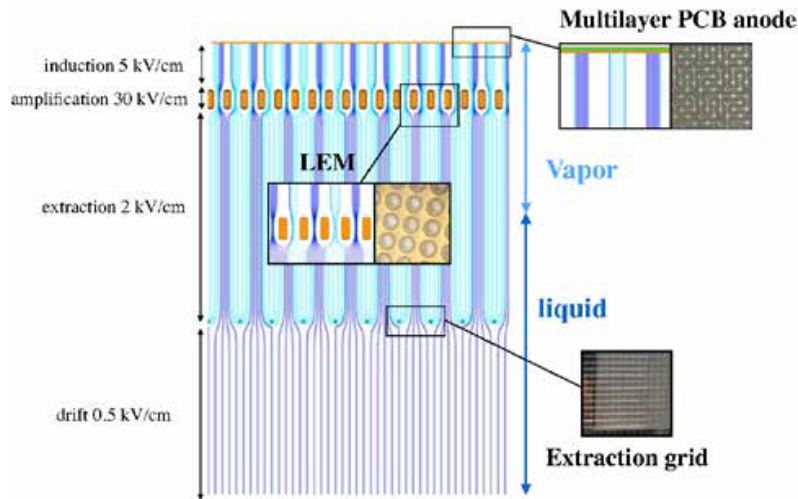 Multilayer PCB anode
induction 5 kV/cm
amplification 30 kV/cm
LEM
Vapor
extraction 2 kV/cm
liquid
drift 0.5 kV/cm
Extraction grid